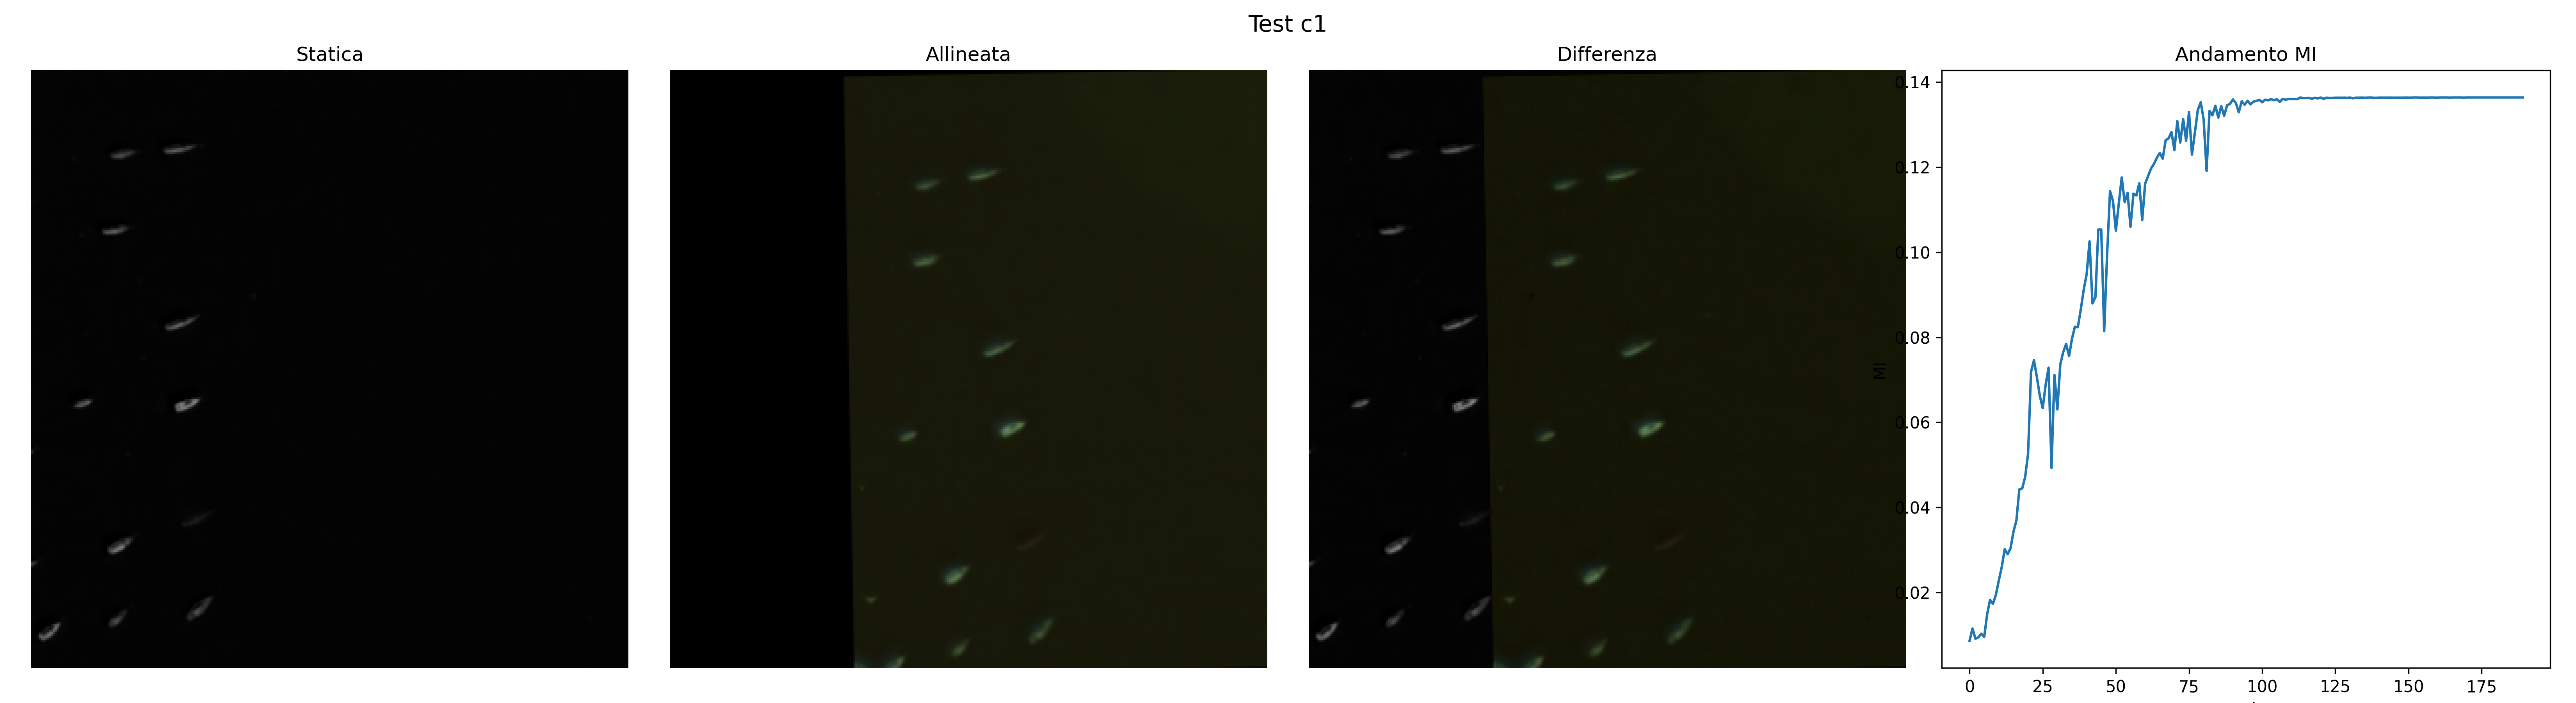 Test c1
Statica
Allineata
Differenza
Andamento MI
MI
0.14
0.12
0.10
0.08
0.06
0.04
0.02
0 25 50 75 100 125 150 175